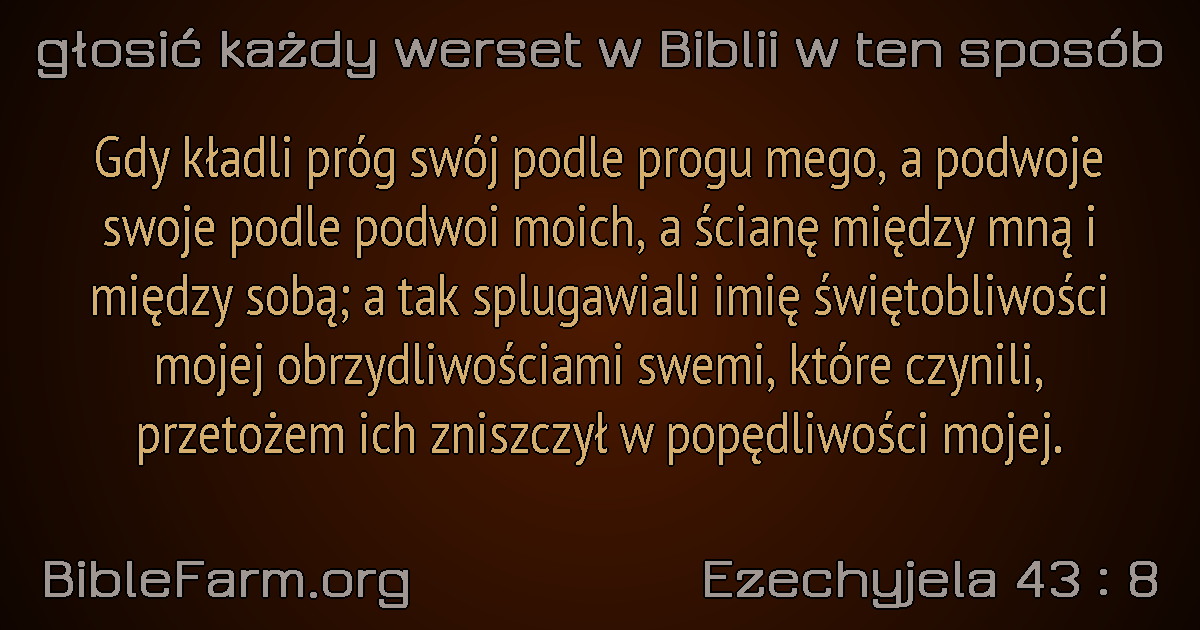 głosić każdy werset w Biblii w ten sposób
Gdy kładli próg swój podle progu mego, a podwoje
swoje podle podwoi moich, a ścianę między mną i
między sobą; a tak splugawiali imię świętobliwości
mojej obrzydliwościami swemi, które czynili,
przetożem ich zniszczył w popędliwości mojej.
BibleFarm.org
Ezechyjela 43 : 8